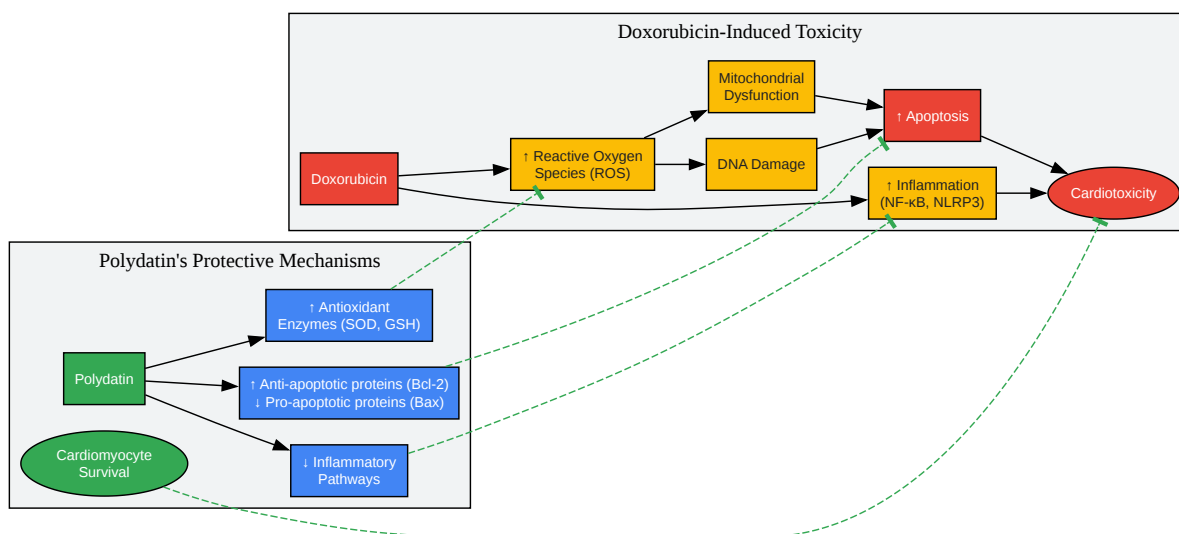 Doxorubicin-Induced Toxicity
Mitochondrial
Dysfunction
↑ Apoptosis
↑ Reactive Oxygen
Species (ROS)
DNA Damage
Doxorubicin
↑ Inflammation
(NF-κB, NLRP3)
Cardiotoxicity
Polydatin's Protective Mechanisms
↑ Antioxidant
Enzymes (SOD, GSH)
Polydatin
↑ Anti-apoptotic proteins (Bcl-2)
↓ Pro-apoptotic proteins (Bax)
Cardiomyocyte
Survival
↓ Inflammatory
Pathways